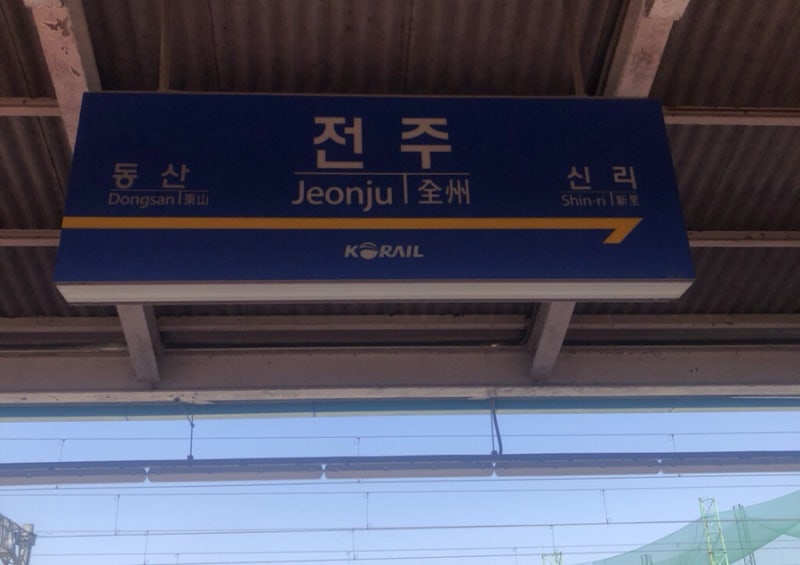 전 주
Jeonju 全州
동 산
Dongsan 東山
신 리
Shin-ri 新里
KORAIL